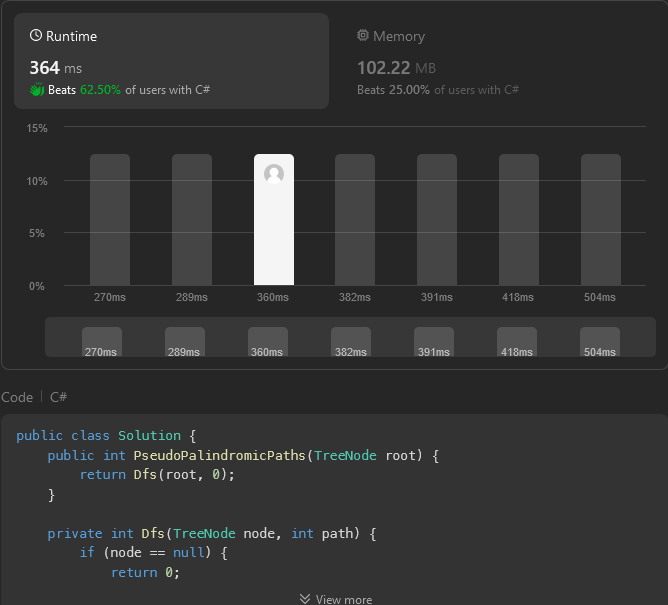 Runtime
364 ms
Beats 62.50% of users with C#
Memory
102.22 MB
Beats 25.00% of users with C#
15%
10%
5%
0%
270ms 289ms 360ms 382ms 391ms 418ms 504ms
270ms 289ms 360ms 382ms 391ms 418ms 504ms
Code | C#
public class Solution {
    public int PseudoPalindromicPaths(TreeNode root) {
        return Dfs(root, 0);
    }

    private int Dfs(TreeNode node, int path) {
        if (node == null) {
            return 0;
View more